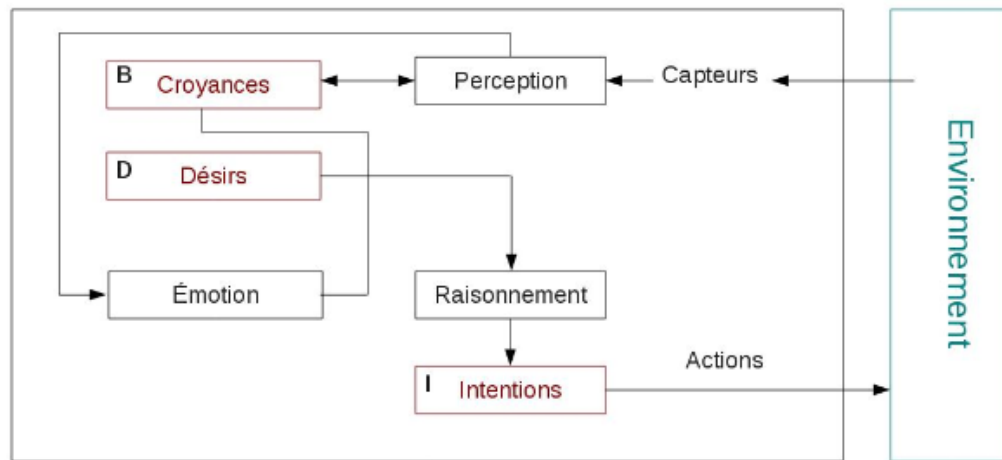 B Croyances
Perception
Capteurs
Environnement
D Désirs
Émotion
Raisonnement
Actions
I Intentions